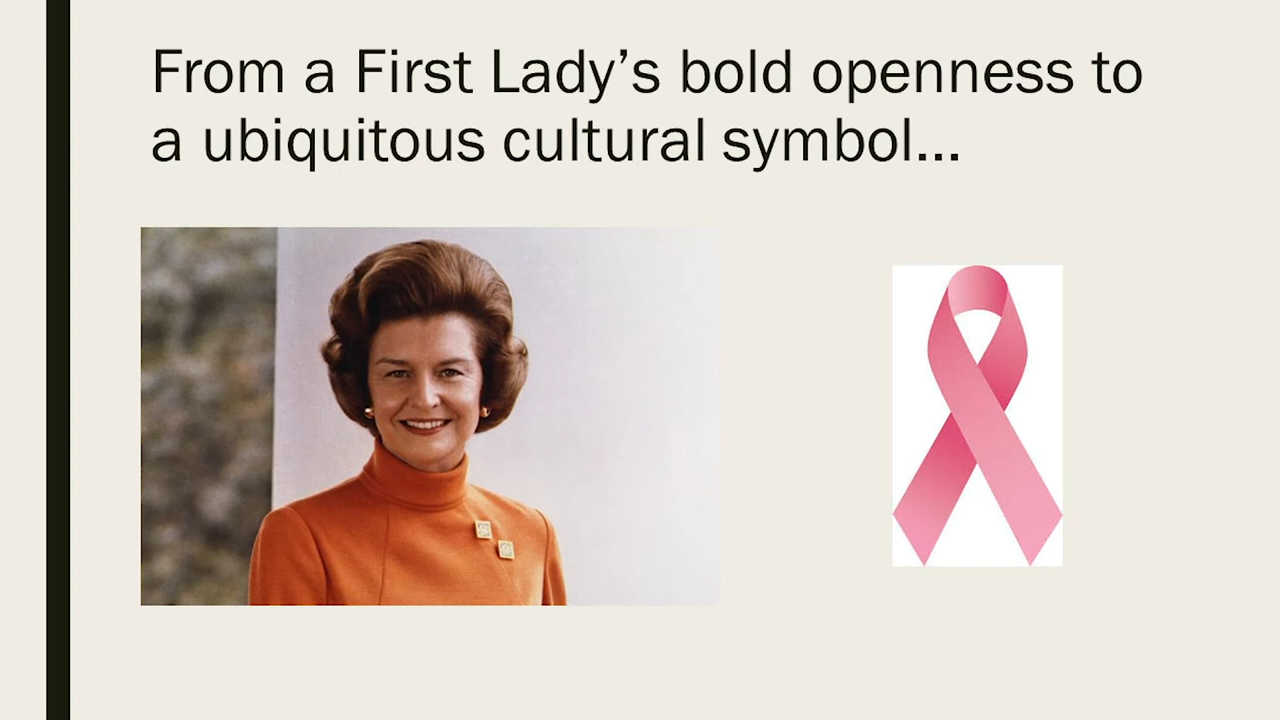 From a First Lady’s bold openness to
a ubiquitous cultural symbol…